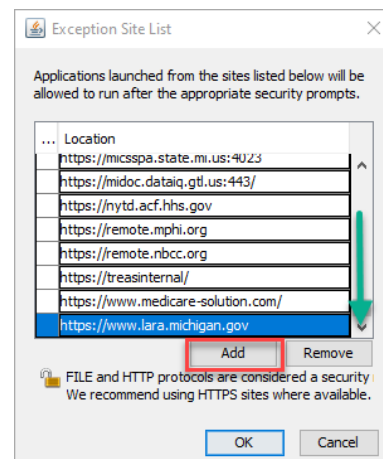 Exception Site List
Applications launched from the sites listed below will be
allowed to run after the appropriate security prompts.
... Location
https://micsspa.state.mi.us:4023
https://midoc.dataiq.gtl.us:443/
https://nytd.acf.hhs.gov
https://remote.mphi.org
https://remote.nbcc.org
https://treasinternal/
https://www.medicare-solution.com/
https://www.lara.michigan.gov
Add Remove
FILE and HTTP protocols are considered a security
We recommend using HTTPS sites where available.
OK Cancel